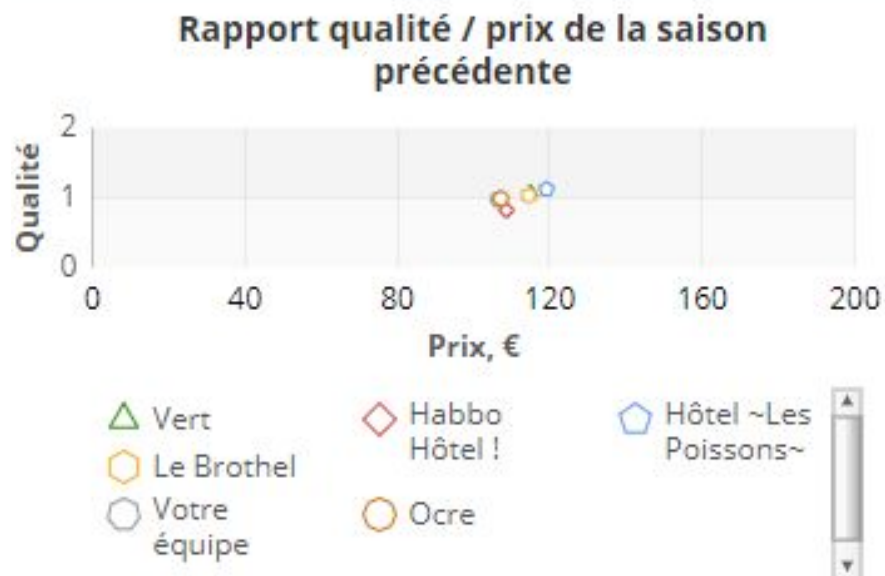 Rapport qualité / prix de la saison
précédente
Qualité
2
1
0
0 40 80 120 160 200
Prix, €
Vert
Habbo
Hôtel !
Hôtel ~Les
Poissons~
Le Brothel
Votre
équipe
Ocre